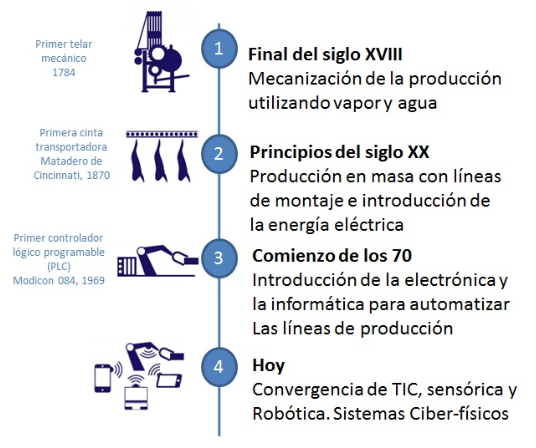 Primer telar
mecánico
1784
1
Final del siglo XVIII
Mecanización de la producción
utilizando vapor y agua
Primera cinta
transportadora
Matadero de
Cincinnati, 1870
2
Principios del siglo XX
Producción en masa con líneas
de montaje e introducción de
la energía eléctrica
Primer controlador
lógico programable
(PLC)
Modicon 084, 1969
3
Comienzo de los 70
Introducción de la electrónica y
la informática para automatizar
Las líneas de producción
4
Hoy
Convergencia de TIC, sensórica y
Robótica. Sistemas Ciber-físicos